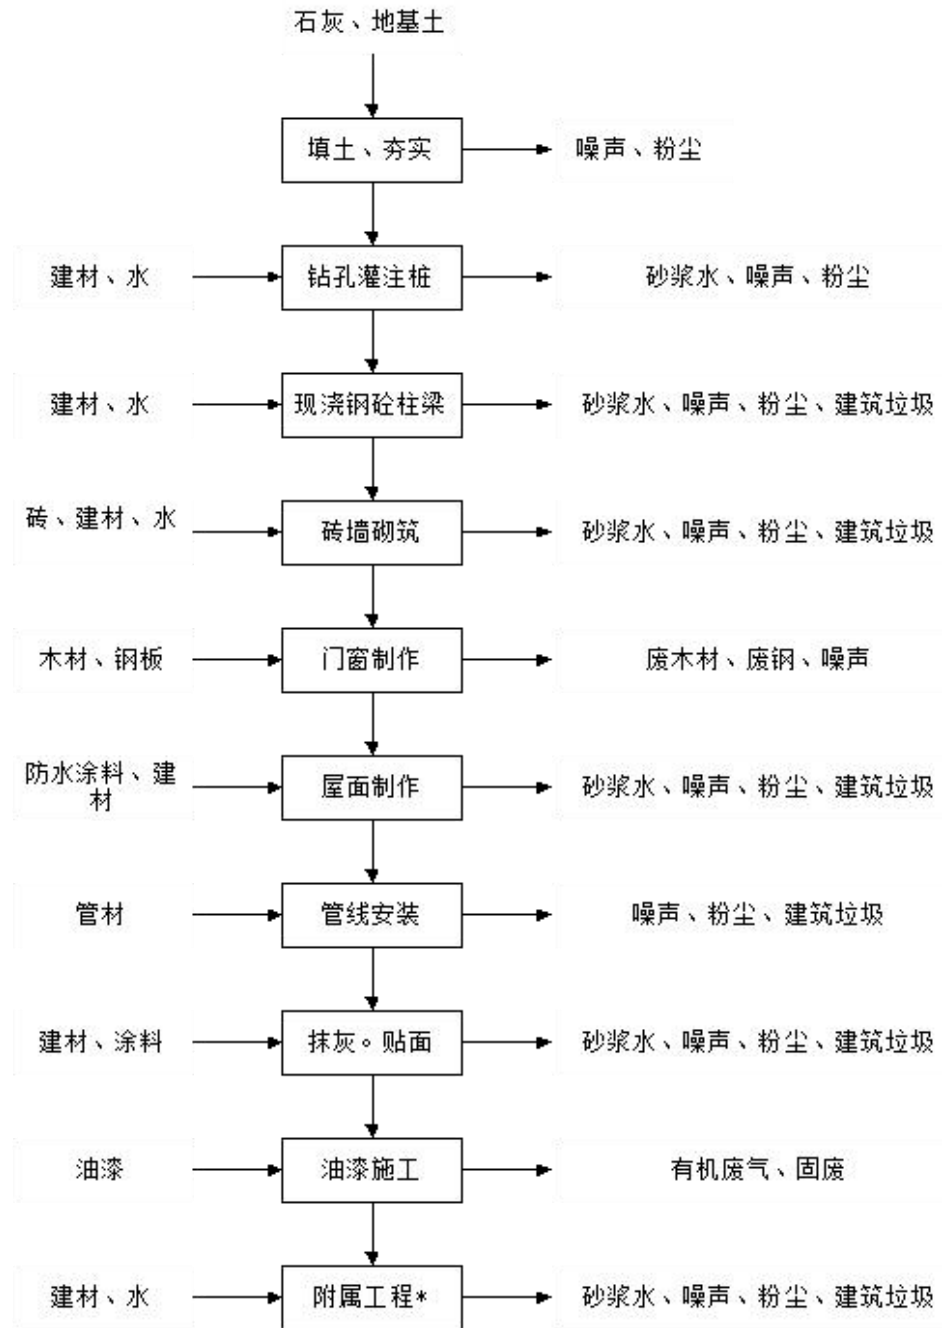 石灰、地基土
填土、夯实
噪声、粉尘
建材、水
钻孔灌注桩
砂浆水、噪声、粉尘
建材、水
现浇钢砼柱梁
砂浆水、噪声、粉尘、建筑垃圾
砖、建材、水
砖墙砌筑
砂浆水、噪声、粉尘、建筑垃圾
木材、钢板
门窗制作
废木材、废钢、噪声
防水涂料、建
材
屋面制作
砂浆水、噪声、粉尘、建筑垃圾
管材
管线安装
噪声、粉尘、建筑垃圾
建材、涂料
抹灰。贴面
砂浆水、噪声、粉尘、建筑垃圾
油漆
油漆施工
有机废气、固废
建材、水
附属工程*
砂浆水、噪声、粉尘、建筑垃圾